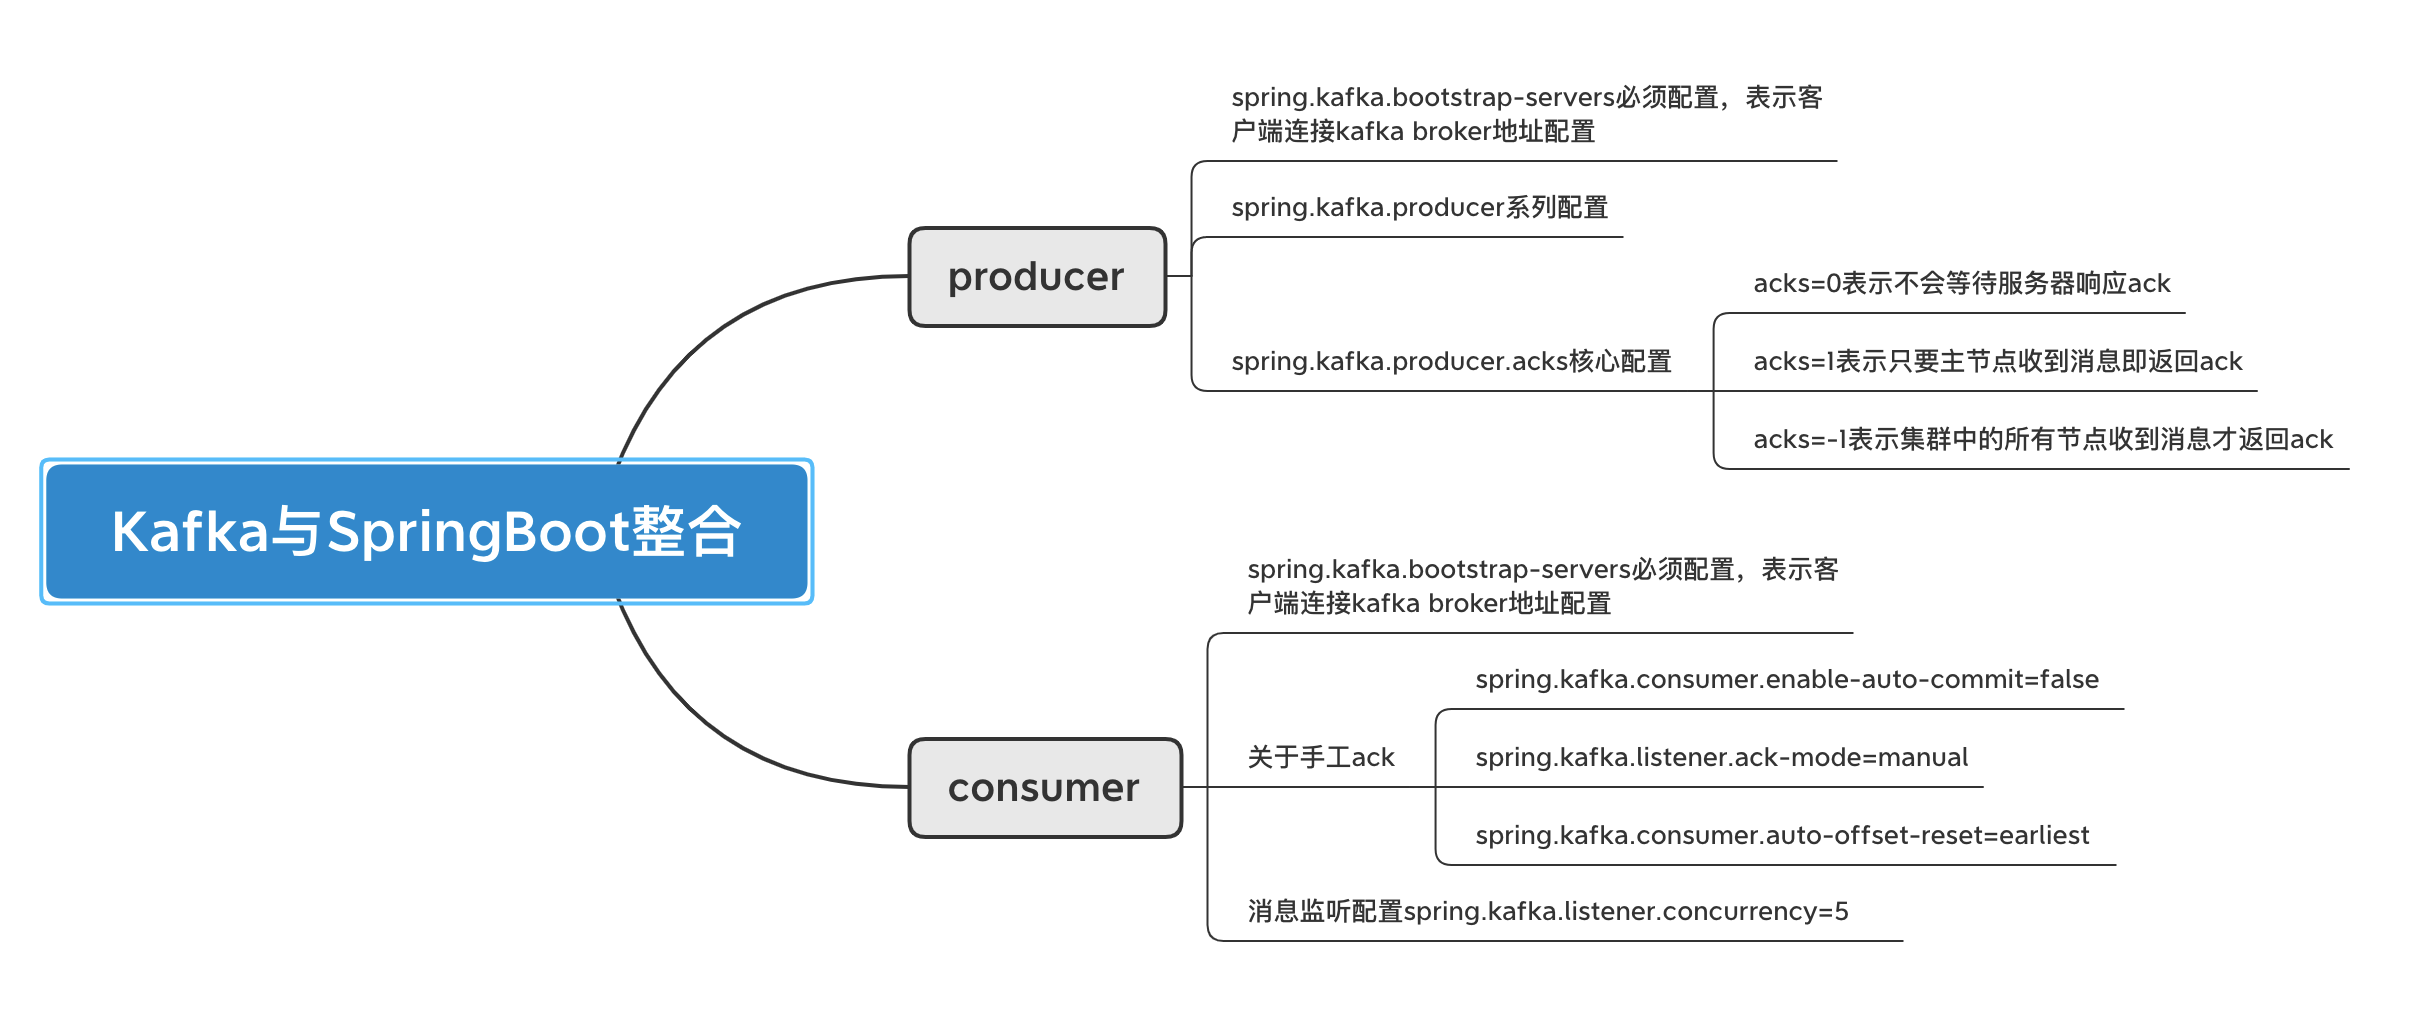 Kafka与SpringBoot整合
producer
spring.kafka.bootstrap-servers必须配置，表示客
户端连接kafka broker地址配置
spring.kafka.producer系列配置
spring.kafka.producer.acks核心配置
acks=0表示不会等待服务器响应ack
acks=1表示只要主节点收到消息即返回ack
acks=-1表示集群中的所有节点收到消息才返回ack
consumer
spring.kafka.bootstrap-servers必须配置，表示客
户端连接kafka broker地址配置
关于手工ack
spring.kafka.consumer.enable-auto-commit=false
spring.kafka.listener.ack-mode=manual
spring.kafka.consumer.auto-offset-reset=earliest
消息监听配置spring.kafka.listener.concurrency=5